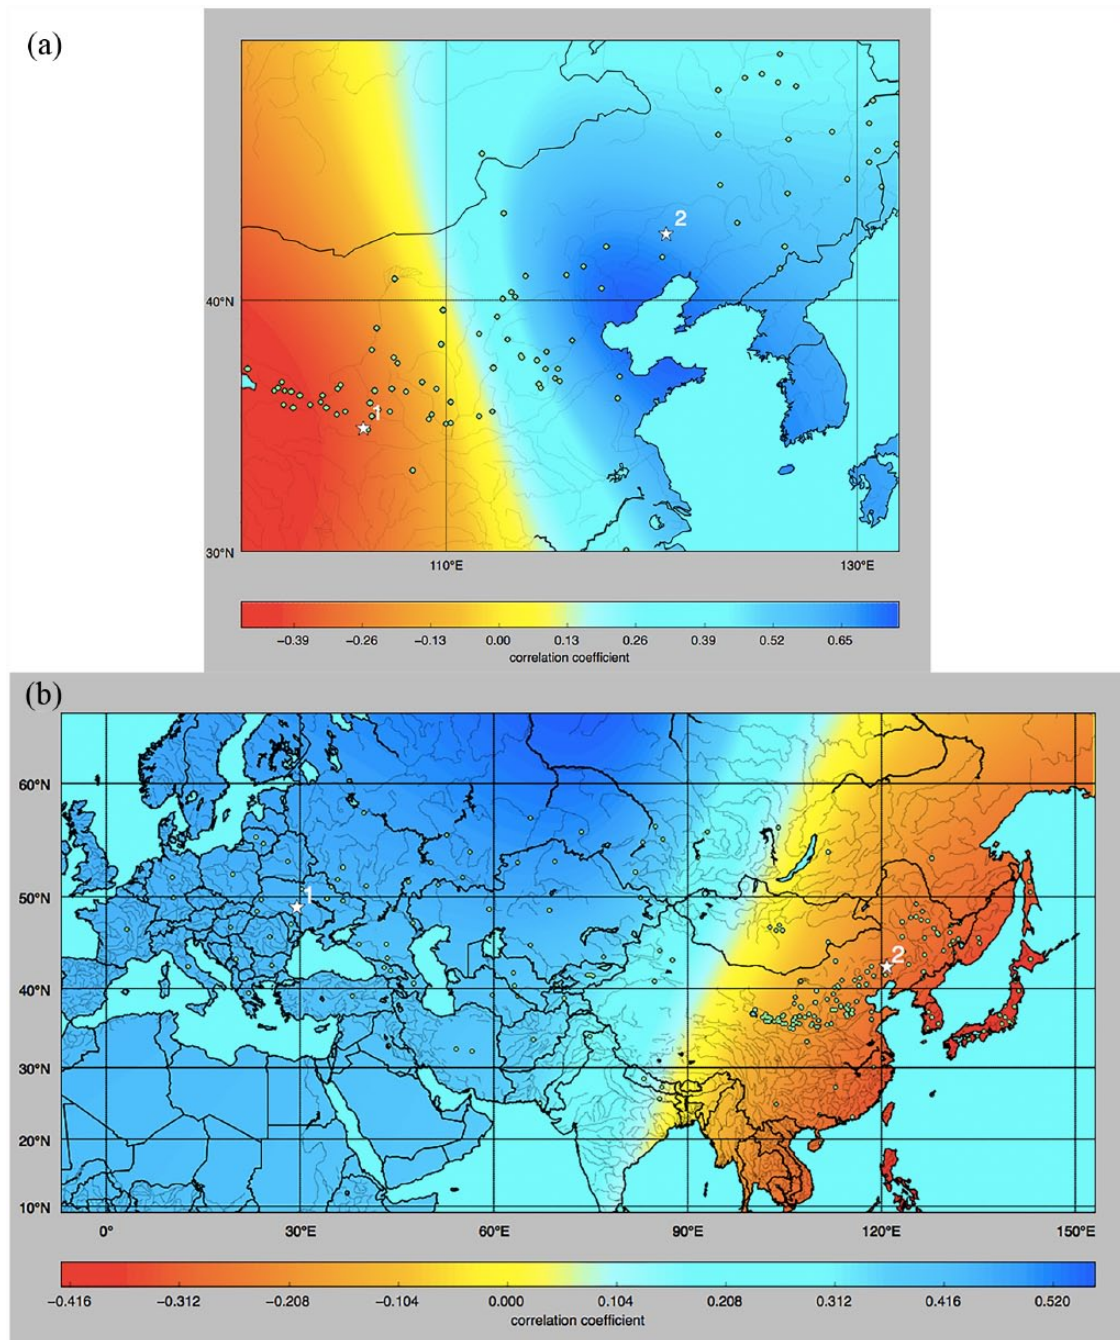 (a)
2
40°N
1
30°N
110°E 130°E
−0.39 −0.26 −0.13 0.00 0.13 0.26 0.39 0.52 0.65
correlation coefficient
(b)
60°N
50°N
1
2
40°N
30°N
20°N
10°N
0° 30°E 60°E 90°E 120°E 150°E
−0.416 −0.312 −0.208 −0.104 0.000 0.104 0.208 0.312 0.416 0.520
correlation coefficient